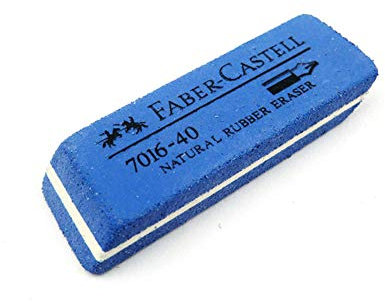 FABER-CASTELL
7016-40
NATURAL RUBBER ERASER